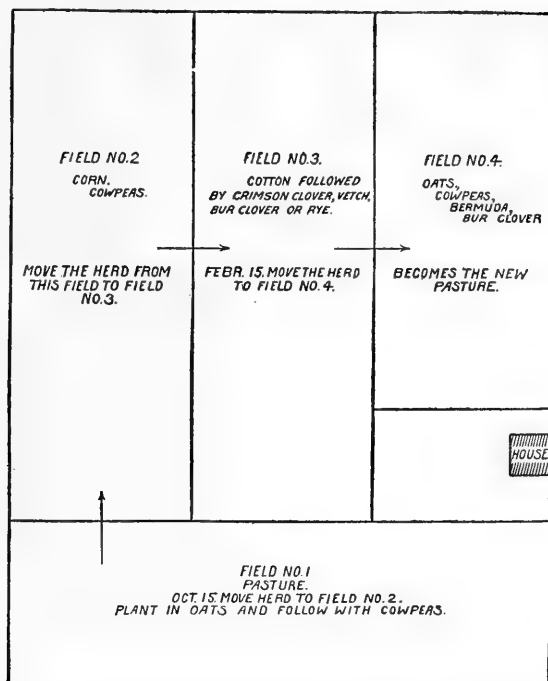 FIELD NO.2
CORN.
COWPEAS.
MOVE THE HERD FROM
THIS FIELD TO FIELD
NO.3.
FIELD NO.3.
COTTON FOLLOWED
BY CRIMSON CLOVER, VETCH,
BUR CLOVER OR RYE.
FEBR. 15. MOVE THE HERD
TO FIELD NO.4.
FIELD NO.4.
OATS,
COWPEAS,
BERMUDA,
BUR CLOVER
BECOMES THE NEW
PASTURE.
HOUSE
FIELD NO.1
PASTURE.
OCT. 15. MOVE HERD TO FIELD NO.2.
PLANT IN OATS AND FOLLOW WITH COWPEAS.